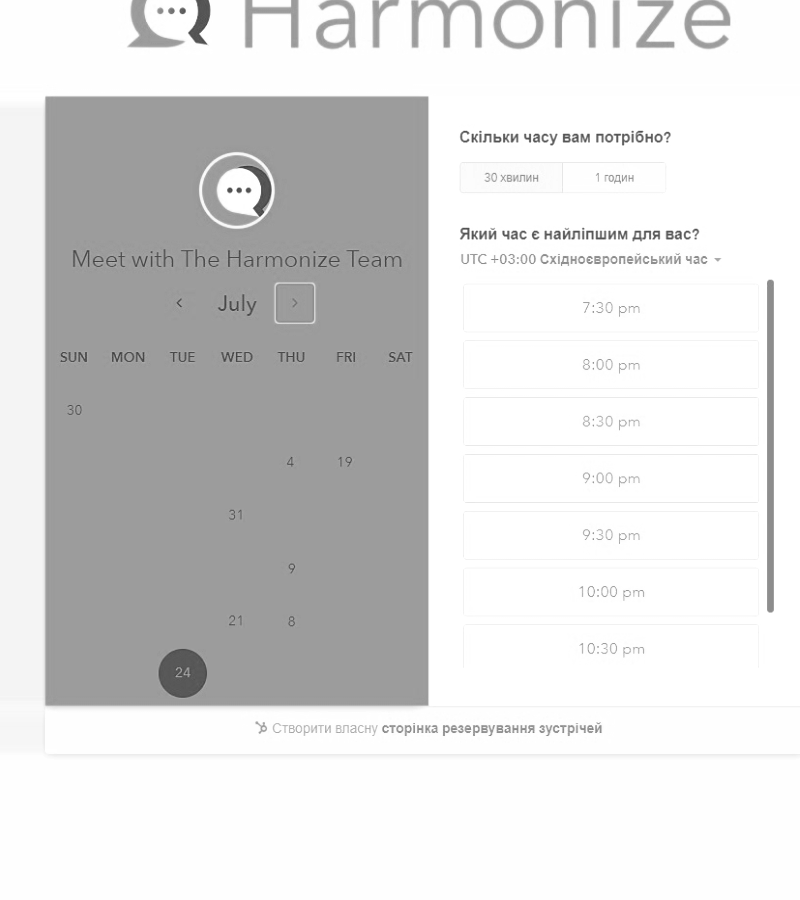 Harmonize
Meet with The Harmonize Team
July
SUN MON TUE WED THU FRI SAT
30
4 19
31
9
21 8
24
Скільки часу вам потрібно?
30 хвилин 1 годин
Який час є найліпшим для вас?
UTC +03:00 Східноєвропейський час
7:30 pm
8:00 pm
8:30 pm
9:00 pm
9:30 pm
10:00 pm
10:30 pm
Створити власну сторінка резервування зустрічей